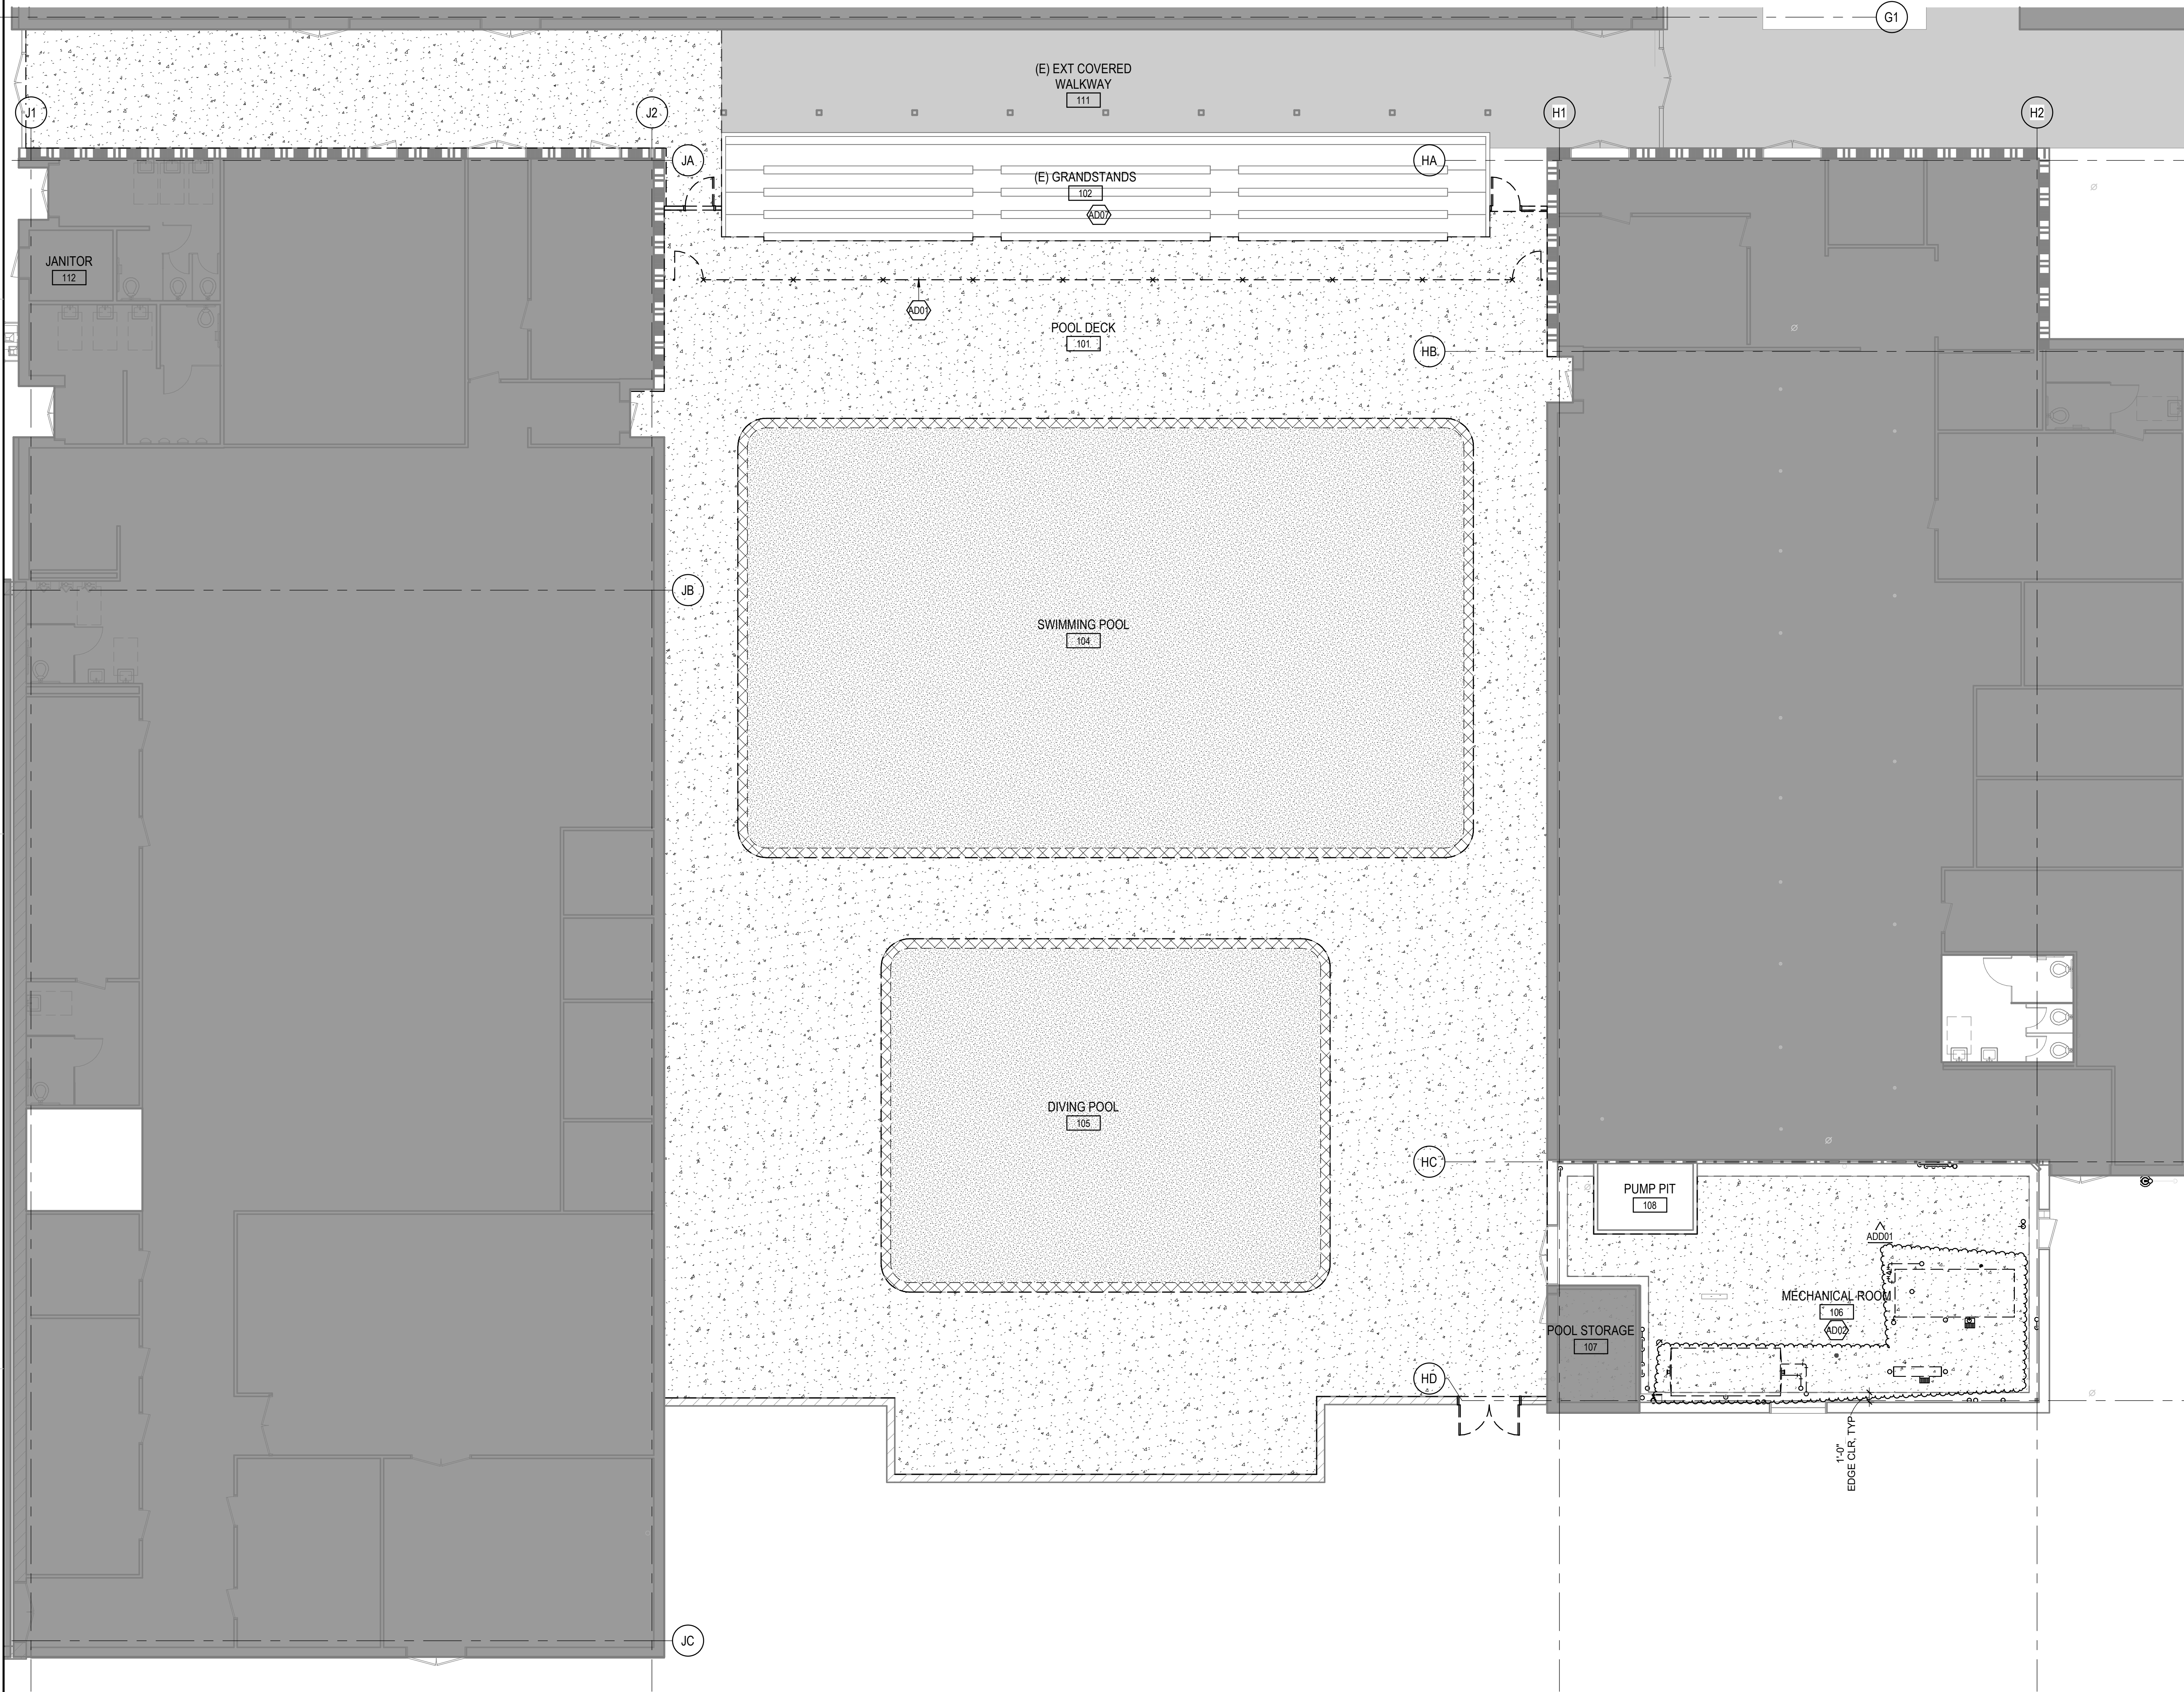 G1
(E) EXT COVERED
WALKWAY
111
J1
J2
H1
H2
JA
HA
(E) GRANDSTANDS
102
AD07
JANITOR
112
AD01
POOL DECK
101
HB
JB
SWIMMING POOL
104
DIVING POOL
105
HC
PUMP PIT
108
ADD01
MECHANICAL ROOM
106
AD02
POOL STORAGE
107
HD
1'-0"
EDGE CLR, TYP
JC